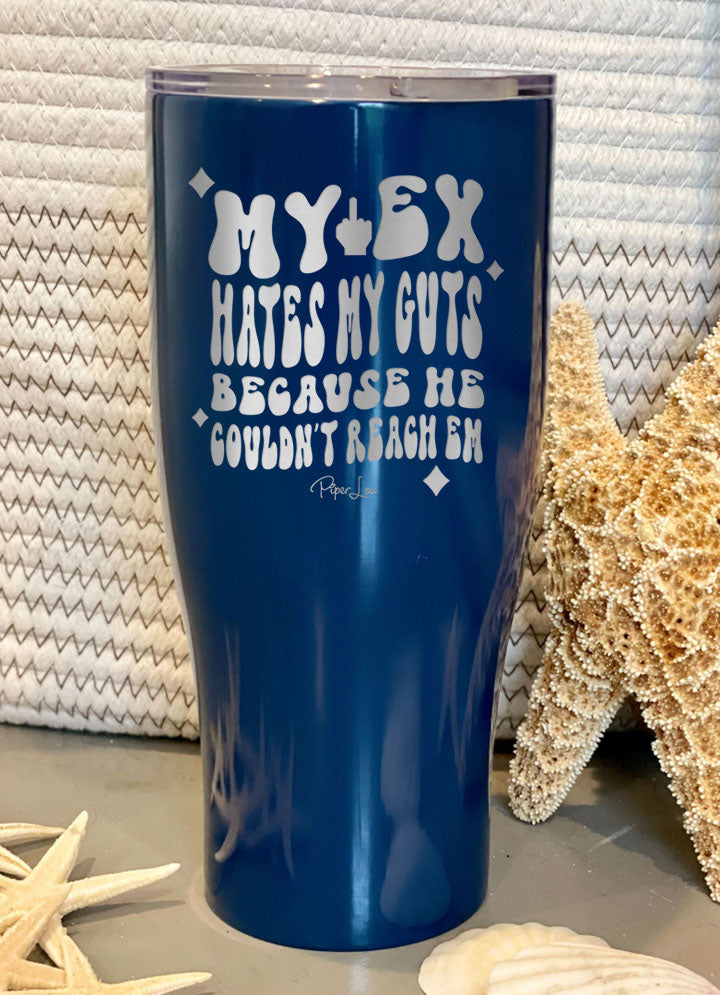 MY EX
HATES MY GUTS
BECAUSE HE
COULDN'T REACH EM
Piper Lou